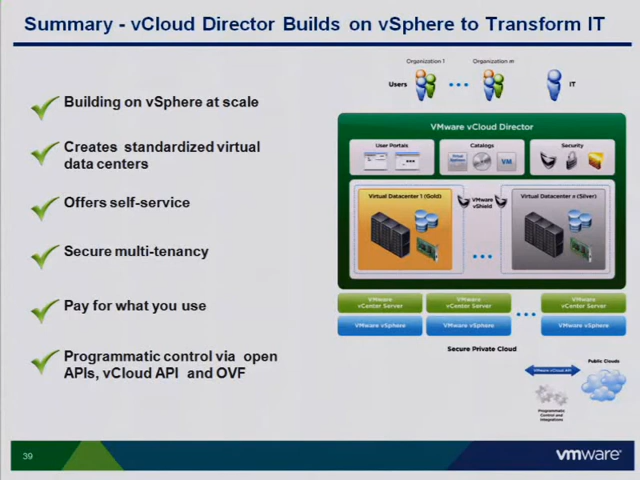 Summary - vCloud Director Builds on vSphere to Transform IT
Building on vSphere at scale
Creates standardized virtual
data centers
Offers self-service
Secure multi-tenancy
Pay for what you use
Programmatic control via open
APIs, vCloud API and OVF
Organization 1
Organization m
Users
IT
VMware vCloud Director
User Portals
Catalogs
Security
VM
Virtual Datacenter 1 (Gold)
VMware
vShield
Virtual Datacenter n (Silver)
VMware
vCenter Server
VMware
vCenter Server
VMware
vCenter Server
VMware vSphere
VMware vSphere
VMware vSphere
Secure Private Cloud
Public Clouds
VMware vCloud API
Programmatic
Control and
Integrations
39
vmware